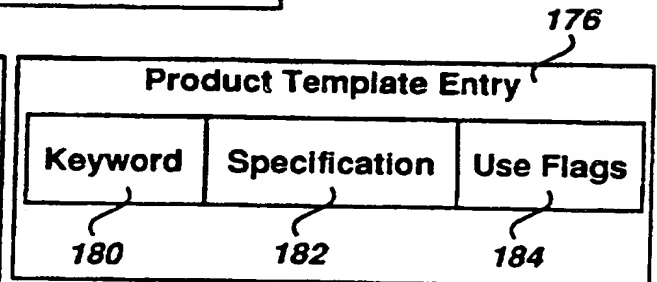 176
Product Template Entry
Keyword Specification Use Flags
180 182 184